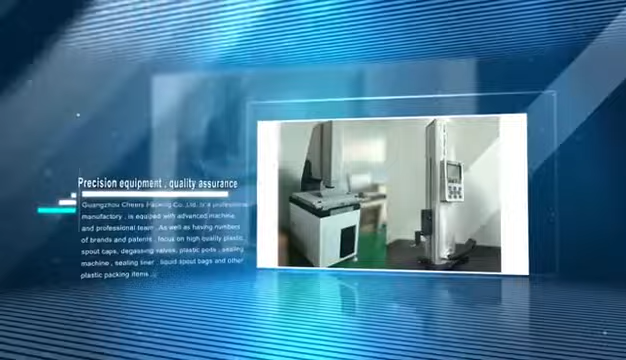 Precision equipment , quality assurance
Guangzhou Cheers Packing Co.,Ltd. is a professional
manufactory , is equiped with advanced machine
and professional team . As well as having numbers
of brands and patents , focus on high quality plastic
spout caps, degassing valves, plastic pots , sealing
machine , sealing liner , liquid spout bags and other
plastic packing items .